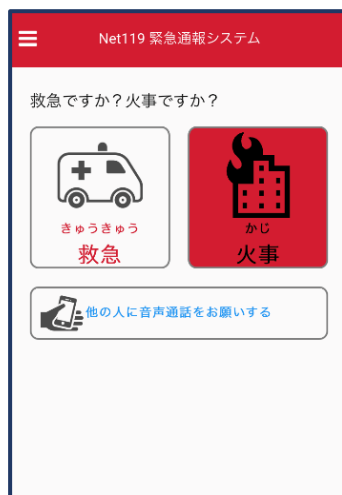 Net119 緊急通報システム
救急ですか？火事ですか？
きゅうきゅう
救急
かじ
火事
他の人に音声通話をお願いする